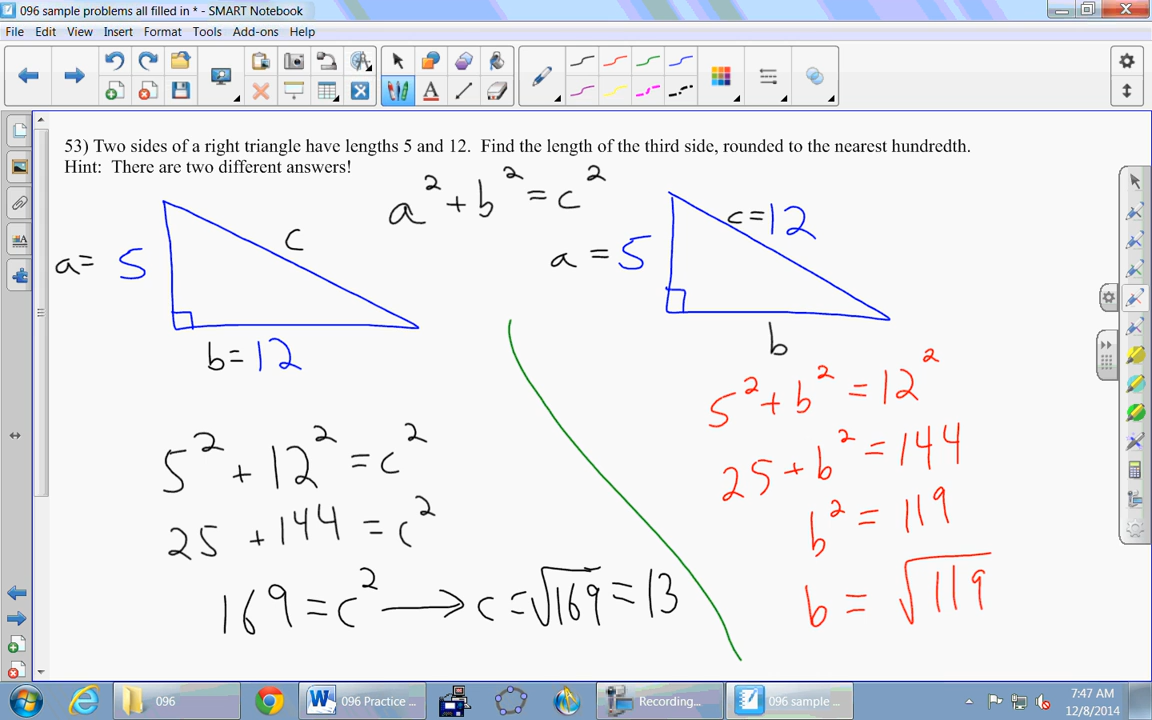 096 sample problems all filled in * - SMART Notebook
File Edit View Insert Format Tools Add-ons Help
53) Two sides of a right triangle have lengths 5 and 12. Find the length of the third side, rounded to the nearest hundredth.
Hint: There are two different answers!
a² + b² = c²
a = 5
c
b = 12
5² + 12² = c²
25 + 144 = c²
169 = c² → c = √169 = 13
c = 12
a = 5
b
5² + b² = 12²
25 + b² = 144
b² = 119
b = √119
096
096 Practice ...
Recording...
096 sample ...
7:47 AM
12/8/2014